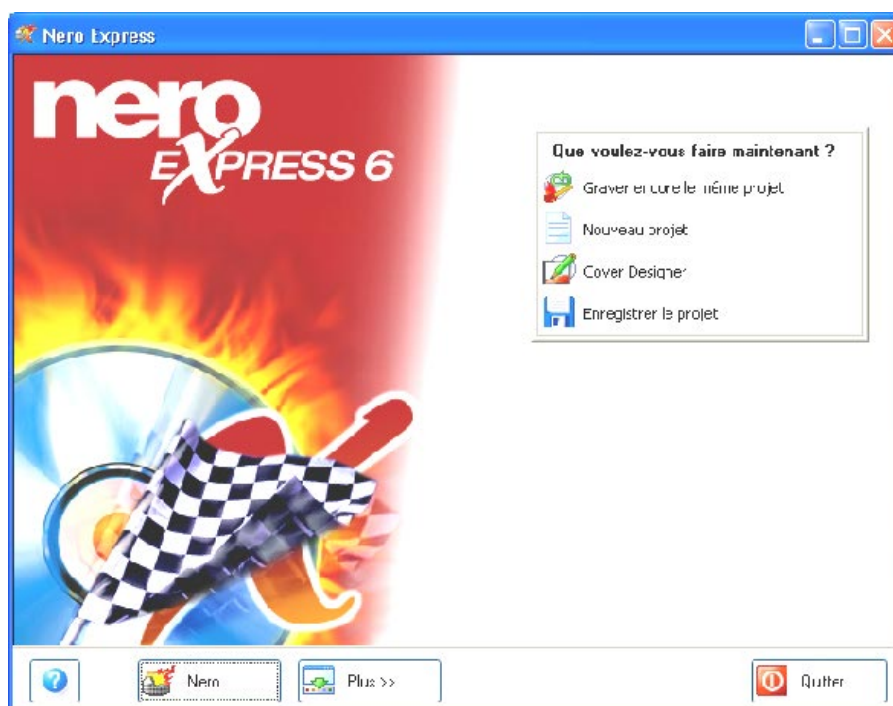 Nero Express
nero
EXPRESS 6
Que voulez-vous faire maintenant ?
Graver encore le même projet
Nouveau projet
Cover Designer
Enregistrer le projet
Nero
Plus >>
Quitter